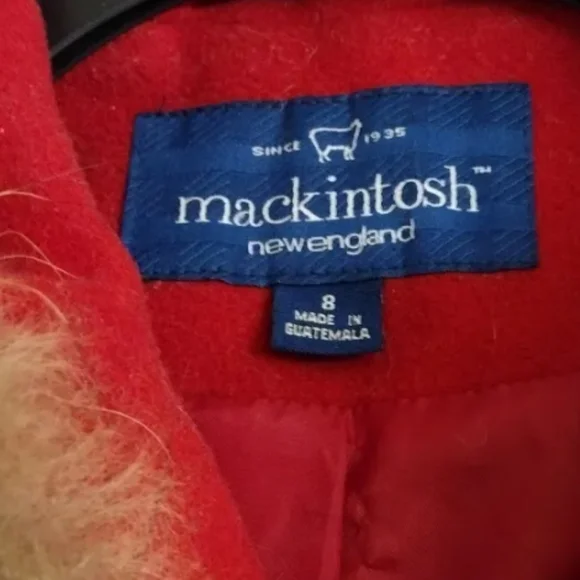 SINCE 1935
mackintosh™
newengland
8
MADE IN
GUATEMALA